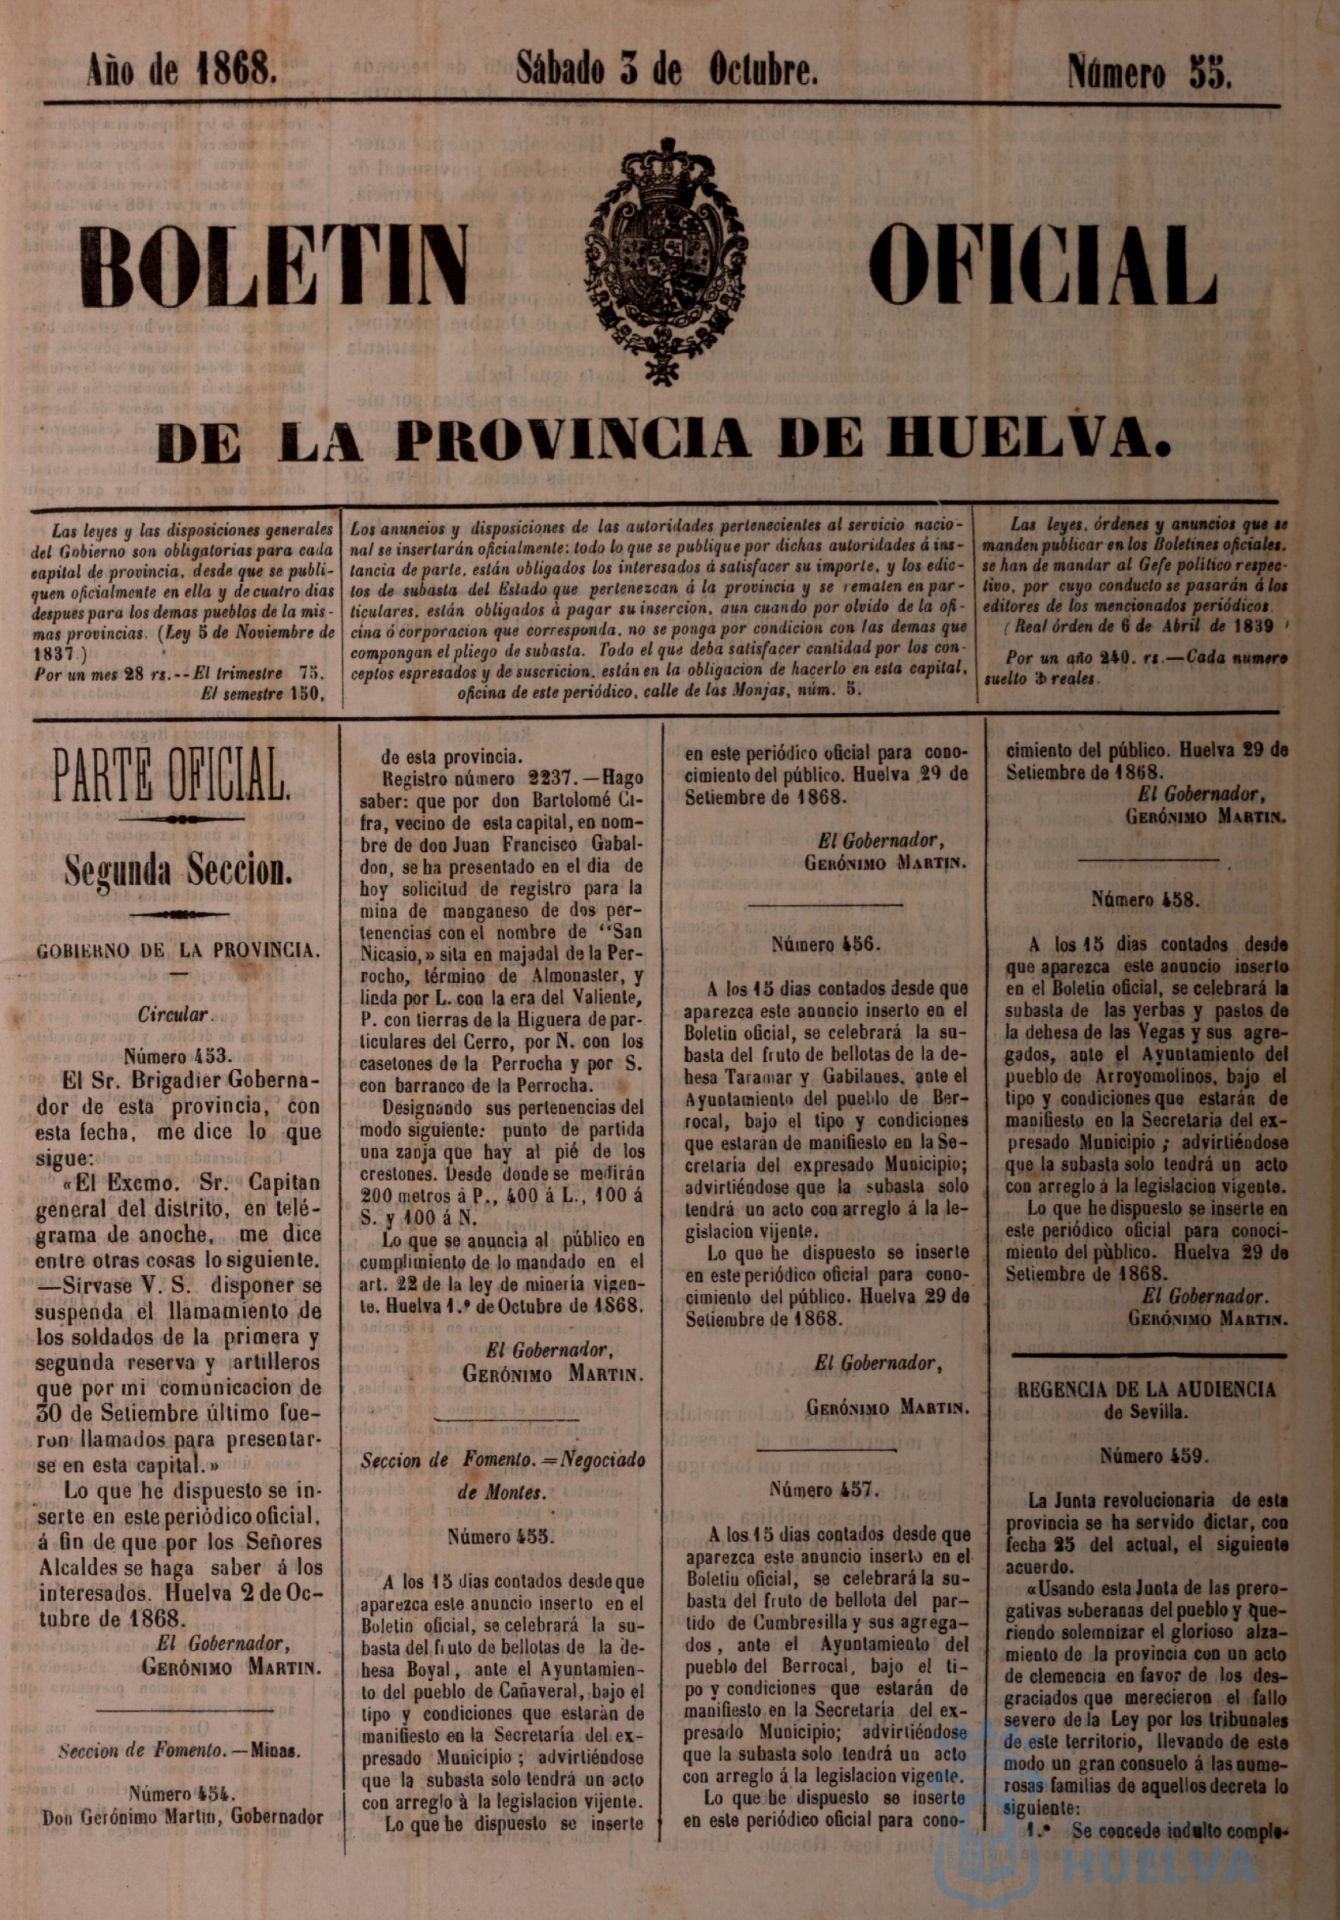 Año de 1868.
Sábado 3 de Octubre.
Número 55.
BOLETIN OFICIAL
DE LA PROVINCIA DE HUELVA.
Las leyes y las disposiciones generales
del Gobierno son obligatorias para cada
capital de provincia, desde que se publi-
quen oficialmente en ella y de cuatro dias
despues para los demas pueblos de la mis-
mas provincias. (Ley 5 de Noviembre de
1837.)
Por un mes 28 rs.--El trimestre 75.
El semestre 150,
Los anuncios y disposiciones de las autoridades pertenecientes al servicio nacio-
nal se insertarán oficialmente: todo lo que se publique por dichas autoridades á ins-
tancia de parte, están obligados los interesados á satisfacer su importe, y los edic-
tos de subasta del Estado que pertenezcan á la provincia y se rematen en par-
ticulares, están obligados á pagar su insercion, aun cuando por olvido de la ofi-
cina ó corporacion que corresponda, no se ponga por condicion con las demas que
compongan el pliego de subasta. Todo el que deba satisfacer cantidad por los con-
ceptos espresados y de suscricion, están en la obligacion de hacerlo en esta capital,
oficina de este periódico, calle de las Monjas, núm. 5.
Las leyes, órdenes y anuncios que se
manden publicar en los Boletines oficiales,
se han de mandar al Gefe politico respec-
tivo, por cuyo conducto se pasarán á los
editores de los mencionados periódicos.
(Real órden de 6 de Abril de 1839
Por un año 240. rs.—Cada numero
suelto 3 reales.
PARTE OFICIAL.
Segunda Seccion.
GOBIERNO DE LA PROVINCIA.
Circular.
Número 453.
El Sr. Brigadier Goberna-
dor de esta provincia, con
esta fecha, me dice lo que
sigue:
«El Excmo. Sr. Capitan
general del distrito, en telé-
grama de anoche, me dice
entre otras cosas lo siguiente.
—Sirvase V. S. disponer se
suspenda el llamamiento de
los soldados de la primera y
segunda reserva y artilleros
que por mi comunicacion de
30 de Setiembre último fue-
ron llamados para presentar-
se en esta capital.»
Lo que he dispuesto se in-
serte en este periódico oficial,
á fin de que por los Señores
Alcaldes se haga saber á los
interesados. Huelva 2 de Oc-
tubre de 1868.
El Gobernador,
GERÓNIMO MARTIN.
Seccion de Fomento.—Minas.
Número 454.
Don Gerónimo Martin, Gobernador
de esta provincia.
Registro número 2237.—Hago
saber: que por don Bartolomé Ci-
fra, vecino de esta capital, en nom-
bre de don Juan Francisco Gabal-
don, se ha presentado en el dia de
hoy solicitud de registro para la
mina de manganeso de dos per-
tenencias con el nombre de “San
Nicasio,» sita en majadal de la Per-
rocho, término de Almonaster, y
linda por L. con la era del Valiente,
P. con tierras de la Higuera de par-
ticulares del Cerro, por N. con los
casetones de la Perrocha y por S.
con barranco de la Perrocha.
Designando sus pertenencias del
modo siguiente: punto de partida
una zanja que hay al pié de los
crestones. Desde donde se medirán
200 metros á P., 400 á L., 100 á
S. y 100 á N.
Lo que se anuncia al público en
cumplimiento de lo mandado en el
art. 22 de la ley de minería vigen-
te. Huelva 1.º de Octubre de 1868.
El Gobernador,
GERÓNIMO MARTIN.
Seccion de Fomento.=Negociado
de Montes.
Número 455.
A los 15 dias contados desde que
aparezca este anuncio inserto en el
Boletin oficial, se celebrará la su-
basta del fruto de bellotas de la de-
hesa Boyal, ante el Ayuntamien-
to del pueblo de Cañaveral, bajo el
tipo y condiciones que estarán de
manifiesto en la Secretaría del ex-
presado Municipio; advirtiéndose
que la subasta solo tendrá un acto
con arreglo à la legislacion vijente.
Lo que he dispuesto se inserte
en este periódico oficial para cono-
cimiento del público. Huelva 29 de
Setiembre de 1868.
El Gobernador,
GERÓNIMO MARTIN.
Número 456.
A los 15 dias contados desde que
aparezca este anuncio inserto en el
Boletin oficial, se celebrará la su-
basta del fruto de bellotas de la de-
hesa Taramar y Gabilanes, ante el
Ayuntamiento del pueblo de Ber-
rocal, bajo el tipo y condiciones
que estarán de manifiesto en la Se-
cretaria del expresado Municipio;
advirtiéndose que la subasta solo
tendrá un acto con arreglo á la le-
gislacion vijente.
Lo que he dispuesto se inserte
en este periódico oficial para cono-
cimiento del público. Huelva 29 de
Setiembre de 1868.
El Gobernador,
GERÓNIMO MARTIN.
Número 457.
A los 15 dias contados desde que
aparezca este anuncio inserto en el
Boletin oficial, se celebrará la su-
basta del fruto de bellota del par-
tido de Cumbresilla y sus agrega-
dos, ante el Ayuntamiento del
pueblo del Berrocal, bajo el ti-
po y condiciones que estarán de
manifiesto en la Secretaría del ex-
presado Municipio; advirtiéndose
que la subasta solo tendrá un acto
con arreglo á la legislacion vigente.
Lo que he dispuesto se inserte
en este periódico oficial para cono-
cimiento del público. Huelva 29 de
Setiembre de 1868.
El Gobernador,
GERÓNIMO MARTIN.
Número 458.
A los 15 dias contados desde
que aparezca este anuncio inserto
en el Boletin oficial, se celebrará la
subasta de las yerbas y pastos de
la dehesa de las Vegas y sus agre-
gados, ante el Ayuntamiento del
pueblo de Arroyomolinos, bajo el
tipo y condiciones que estarán de
manifiesto en la Secretaria del ex-
presado Municipio; advirtiéndose
que la subasta solo tendrá un acto
con arreglo á la legislacion vigente.
Lo que he dispuesto se inserte en
este periódico oficial para conoci-
miento del pùblico. Huelva 29 de
Setiembre de 1868.
El Gobernador.
GERÓNIMO MARTIN.
REGENCIA DE LA AUDIENCIA
de Sevilla.
Número 459.
La Junta revolucionaria de esta
provincia se ha servido dictar, con
fecha 25 del actual, el siguiente
acuerdo.
«Usando esta Junta de las prero-
gativas soberanas del pueblo y que-
riendo solemnizar el glorioso alza-
miento de la provincia con un acto
de clemencia en favor de los des-
graciados que merecieron el fallo
severo de la Ley por los tribunales
de este territorio, llevando de este
modo un gran consuelo á las nume-
rosas familias de aquellos decreta lo
siguiente:
1.º Se concede indulto comple-
HUELVA